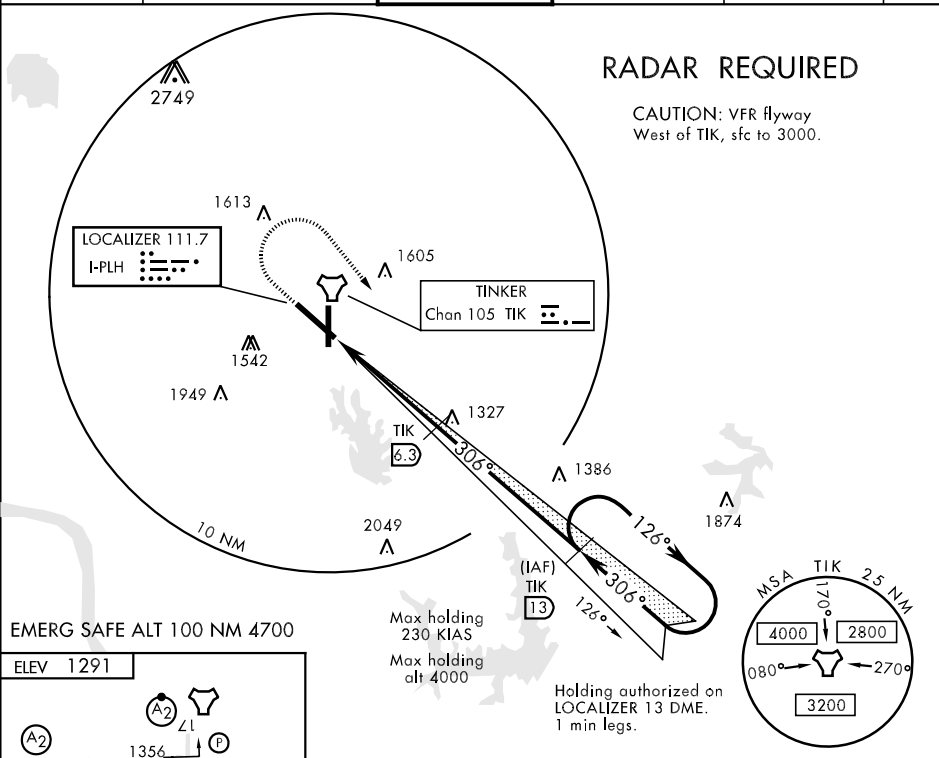 RADAR REQUIRED
CAUTION: VFR flyway
West of TIK, sfc to 3000.
2749
1613
LOCALIZER 111.7
I-PLH
1605
TINKER
Chan 105 TIK
1542
1949
1327
TIK
6.3
306°
1386
1874
126°
2049
10 NM
(IAF)
TIK
13
306°
126°
MSA TIK 25 NM
170°
4000
2800
080°
270°
3200
Max holding
230 KIAS
Max holding
alt 4000
Holding authorized on
LOCALIZER 13 DME.
1 min legs.
EMERG SAFE ALT 100 NM 4700
ELEV 1291
A2
17
A2
P
1356